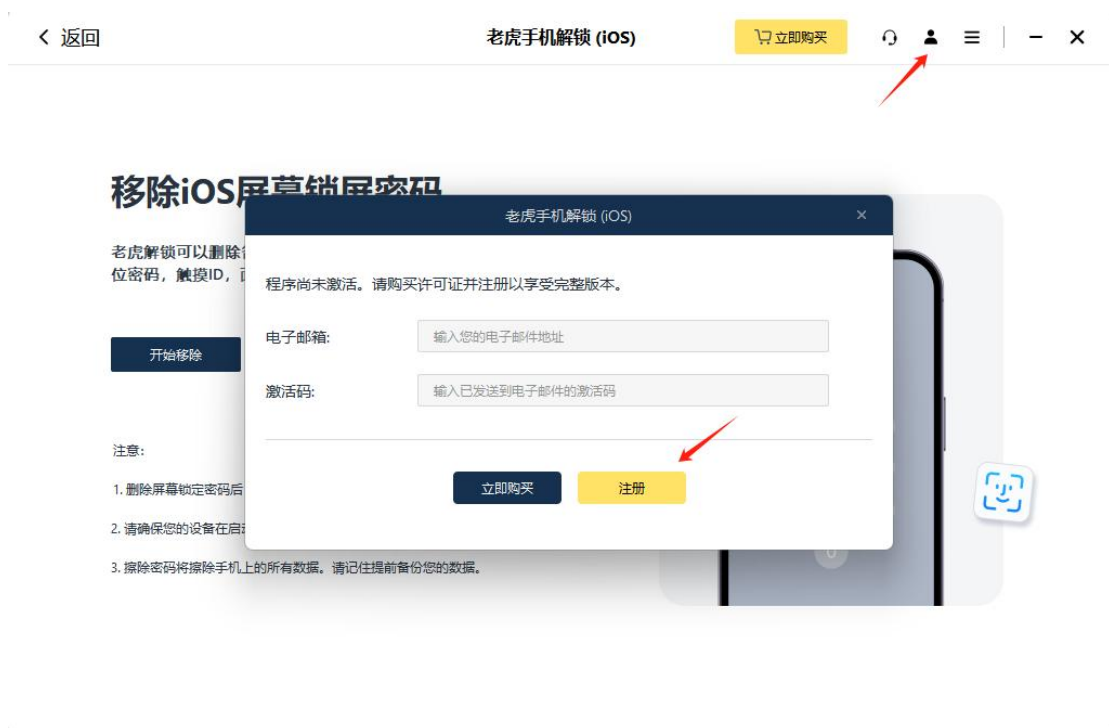 返回
老虎手机解锁 (iOS)
立即购买
移除iOS屏幕锁屏密码
老虎手机解锁 (iOS)
老虎解锁可以删除
位密码，触摸ID，
程序尚未激活。请购买许可证并注册以享受完整版本。
电子邮箱:
输入您的电子邮件地址
开始移除
激活码:
输入已发送到电子邮件的激活码
注意:
立即购买
注册
1. 删除屏幕锁定密码后
2. 请确保您的设备在启
3. 擦除密码将擦除手机上的所有数据。请记住提前备份您的数据。
0